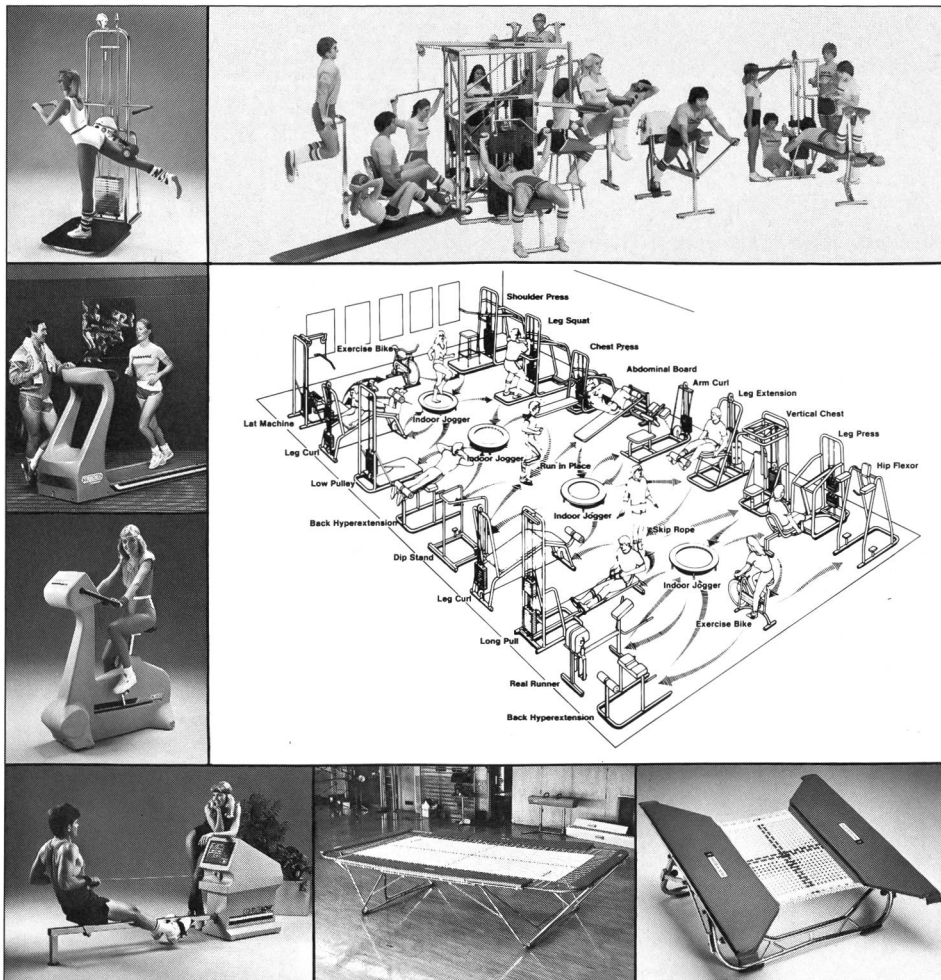 Shoulder Press
Leg Squat
Exercise Bike
Chest Press
Abdominal Board
Arm Curl
Leg Extension
Lat Machine
Indoor Jogger
Vertical Chest
Leg Curl
Indoor Jogger
Leg Press
Run in Place
Hip Flexor
Low Pulley
Indoor Jogger
Back Hyperextension
Skip Rope
Dip Stand
Indoor Jogger
Leg Curl
Exercise Bike
Long Pull
Real Runner
Back Hyperextension